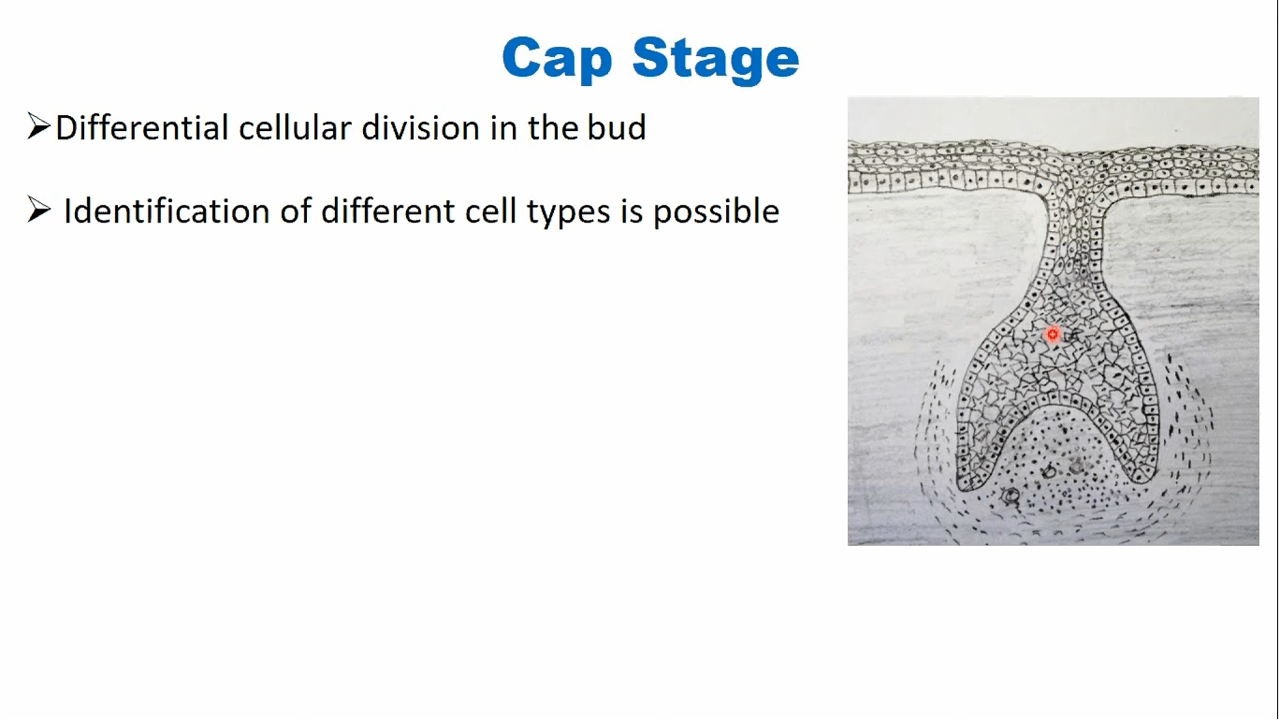 Cap Stage
➢Differential cellular division in the bud
➢ Identification of different cell types is possible